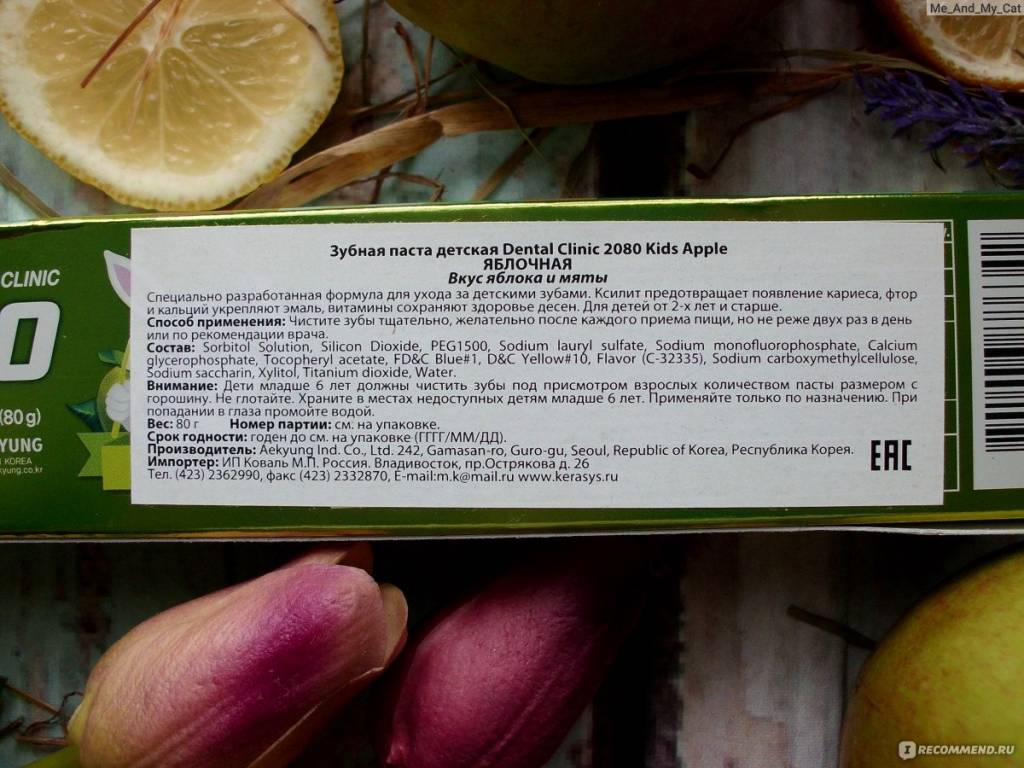 Me_And_My_Cat
CLINIC
(80g)
YUNG
KOREA
kyung.co.kr
Зубная паста детская Dental Clinic 2080 Kids Apple
ЯБЛОЧНАЯ
Вкус яблока и мяты
Специально разработанная формула для ухода за детскими зубами. Ксилит предотвращает появление кариеса, фтор
и кальций укрепляют эмаль, витамины сохраняют здоровье десен. Для детей от 2-х лет и старше.
Способ применения: Чистите зубы тщательно, желательно после каждого приема пищи, но не реже двух раз в день
или по рекомендации врача.
Состав: Sorbitol Solution, Silicon Dioxide, PEG1500, Sodium lauryl sulfate, Sodium monofluorophosphate, Calcium
glycerophosphate, Tocopheryl acetate, FD&C Blue#1, D&C Yellow#10, Flavor (C-32335), Sodium carboxymethylcellulose,
Sodium saccharin, Xylitol, Titanium dioxide, Water.
Внимание: Дети младше 6 лет должны чистить зубы под присмотром взрослых количеством пасты размером с
горошину. Не глотайте. Храните в местах недоступных детям младше 6 лет. Применяйте только по назначению. При
попадании в глаза промойте водой.
Вес: 80 г Номер партии: см. на упаковке.
Срок годности: годен до см. на упаковке (ГГГГ/ММ/ДД).
Производитель: Aekyung Ind. Co., Ltd. 242, Gamasan-ro, Guro-gu, Seoul, Republic of Korea, Республика Корея.
Импортер: ИП Коваль М.П. Россия. Владивосток, пр.Острякова д. 26
Тел. (423) 2362990, факс (423) 2332870, E-mail:m.k@mail.ru www.kerasys.ru
EAC
IRECOMMEND.RU